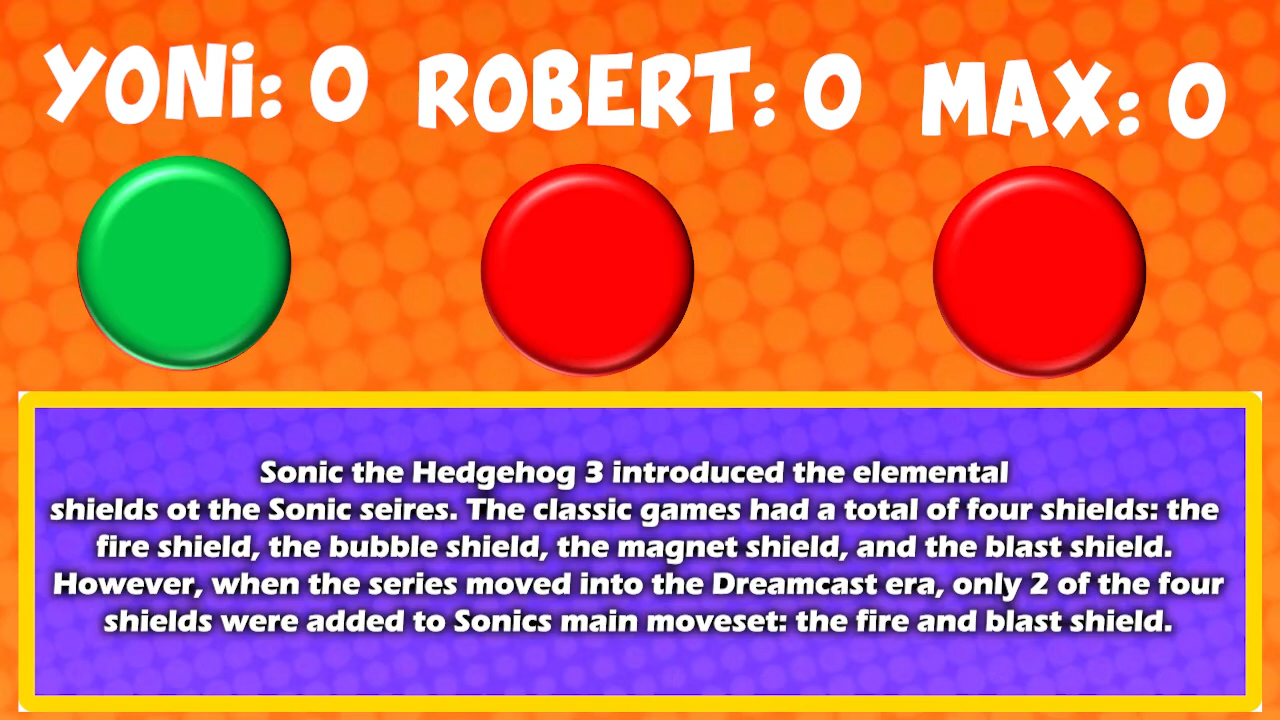 YONi: 0 ROBERT: 0 MAX: 0
Sonic the Hedgehog 3 introduced the elemental
shields ot the Sonic seires. The classic games had a total of four shields: the
fire shield, the bubble shield, the magnet shield, and the blast shield.
However, when the series moved into the Dreamcast era, only 2 of the four
shields were added to Sonics main moveset: the fire and blast shield.